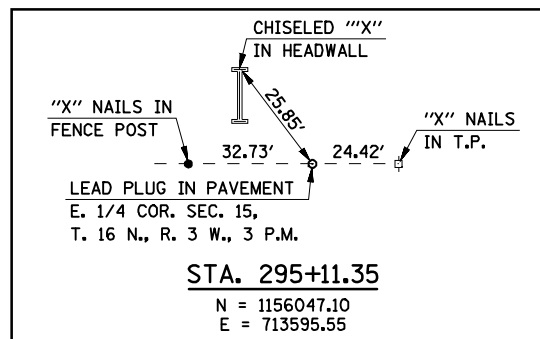 CHISELED "'X"
IN HEADWALL
25.85'
"X" NAILS IN
FENCE POST
"X" NAILS
IN T.P.
32.73'
24.42'
LEAD PLUG IN PAVEMENT
E. 1/4 COR. SEC. 15,
T. 16 N., R. 3 W., 3 P.M.
STA. 295+11.35
N = 1156047.10
E = 713595.55